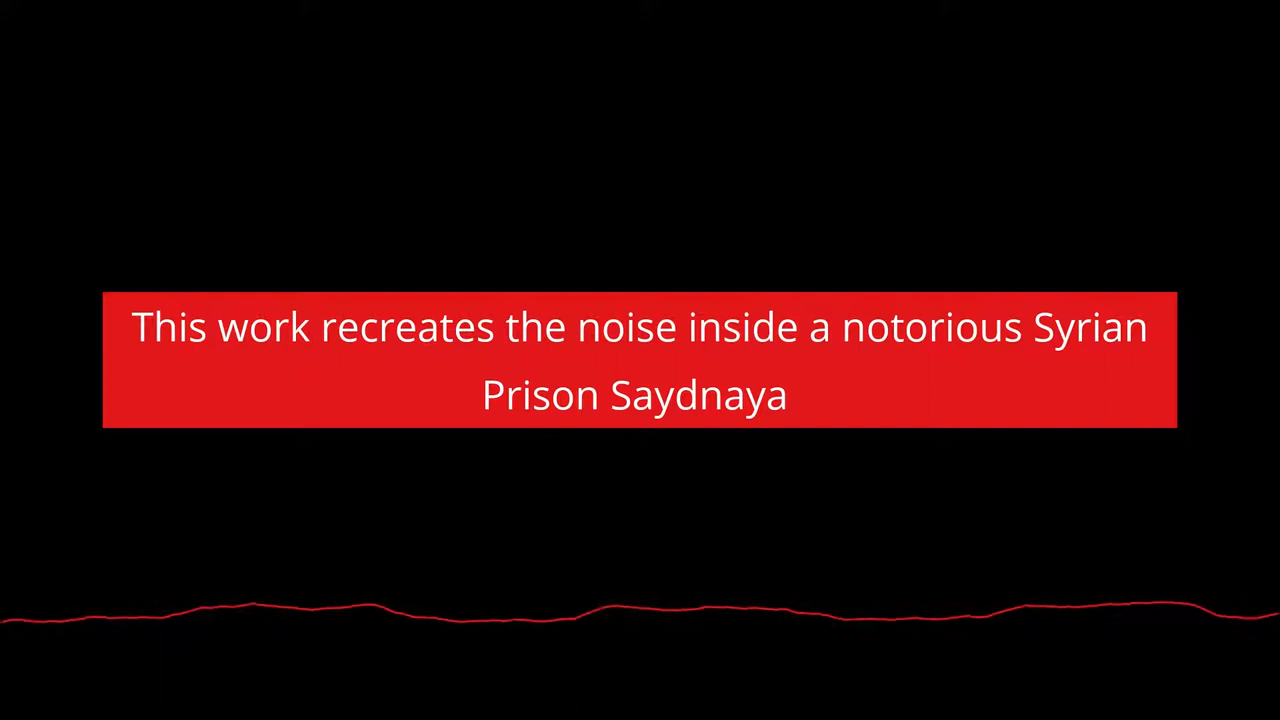 This work recreates the noise inside a notorious Syrian
Prison Saydnaya